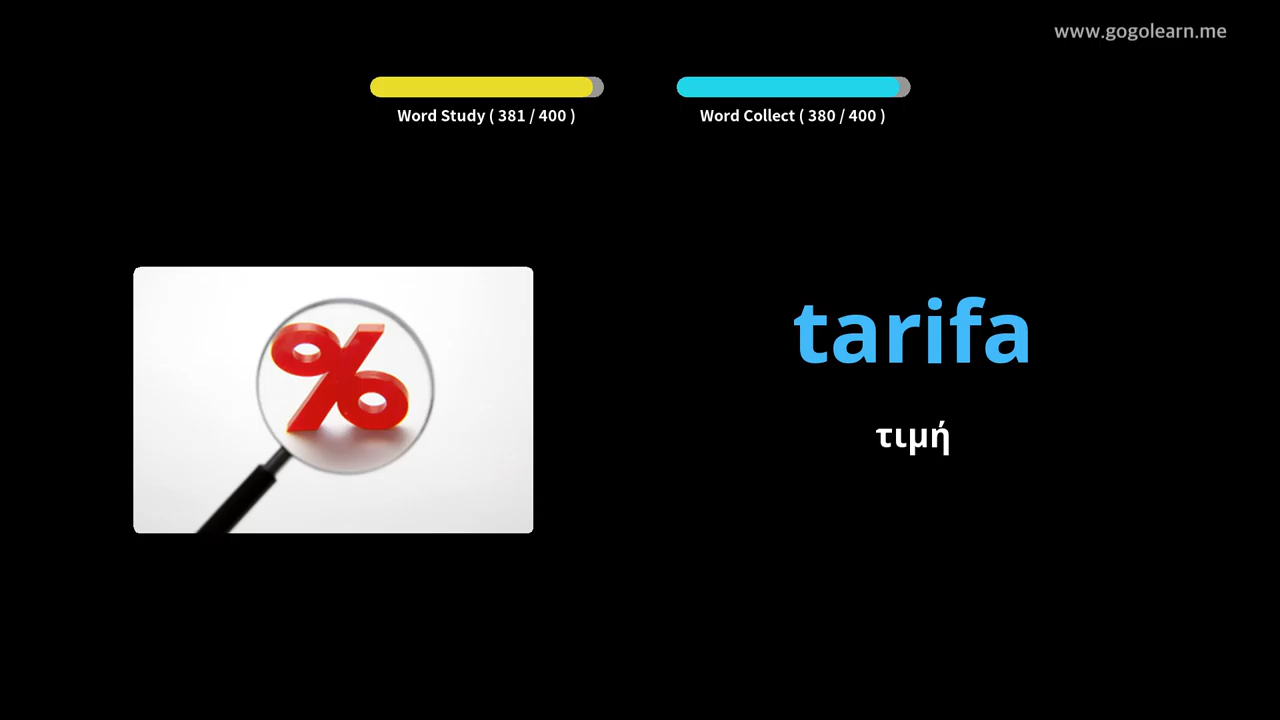 www.gogolearn.me
Word Study ( 381 / 400 )
Word Collect ( 380 / 400 )
%
tarifa
τιμή